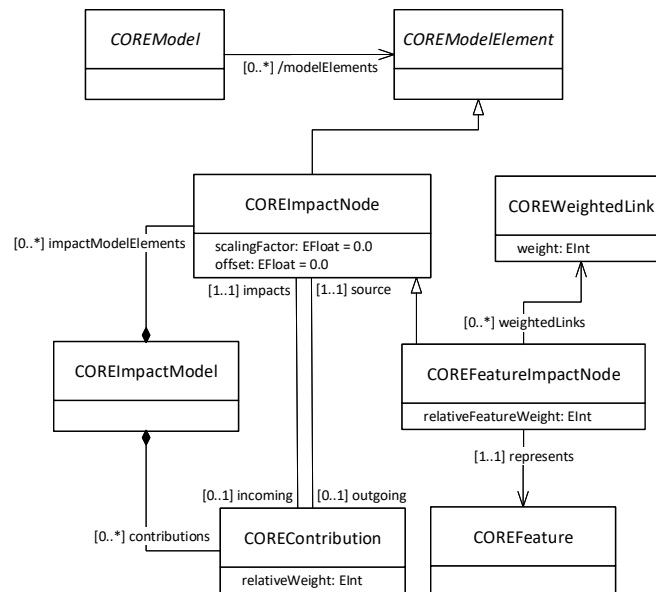 COREModel
COREModelElement
[0..*] /modelElements
COREImpactNode
COREWeightedLink
[0..*] impactModelElements
scalingFactor: EFloat = 0.0
offset: EFloat = 0.0
weight: EInt
[1..1] impacts
[1..1] source
[0..*] weightedLinks
COREImpactModel
COREFeatureImpactNode
relativeFeatureWeight: EInt
[1..1] represents
[0..1] incoming
[0..1] outgoing
[0..*] contributions
COREContribution
COREFeature
relativeWeight: EInt